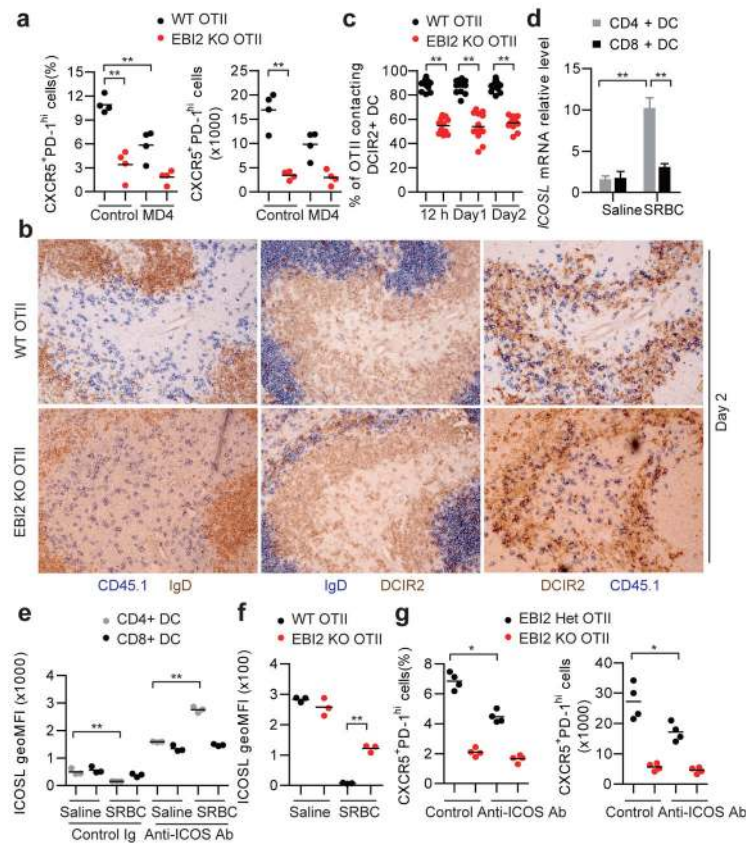 a
WT OTII
EBI2 KO OTII
CXCR5+PD-1hi cells(%)
15
10
5
0
**
**
Control MD4
CXCR5+PD-1hi cells
(x1000)
25
20
15
10
5
0
**
Control MD4
c
WT OTII
EBI2 KO OTII
% of OTII contacting
DCIR2+ DC
100
80
60
40
20
0
** ** **
12 h Day1 Day2
d
CD4 + DC
CD8 + DC
ICOSL mRNA relative level
15
10
5
0
** **
Saline SRBC
b
WT OTII
EBI2 KO OTII
Day 2
CD45.1 IgD
IgD DCIR2
DCIR2 CD45.1
e
CD4+ DC
CD8+ DC
ICOSL geoMFI (x1000)
4
3
2
1
0
**
**
Saline SRBC Saline SRBC
Control Ig Anti-ICOS Ab
f
WT OTII
EBI2 KO OTII
ICOSL geoMFI (x100)
4
3
2
1
0
**
Saline SRBC
g
EBI2 Het OTII
EBI2 KO OTII
CXCR5+PD-1hi cells(%)
8
6
4
2
0
*
Control Anti-ICOS Ab
CXCR5+PD-1hi cells
(x1000)
40
30
20
10
0
*
Control Anti-ICOS Ab